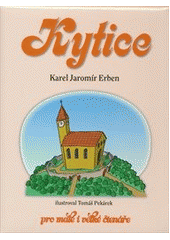 Kytice
Karel Jaromír Erben
ilustroval Tomáš Pekárek
pro malé i velké čtenáře